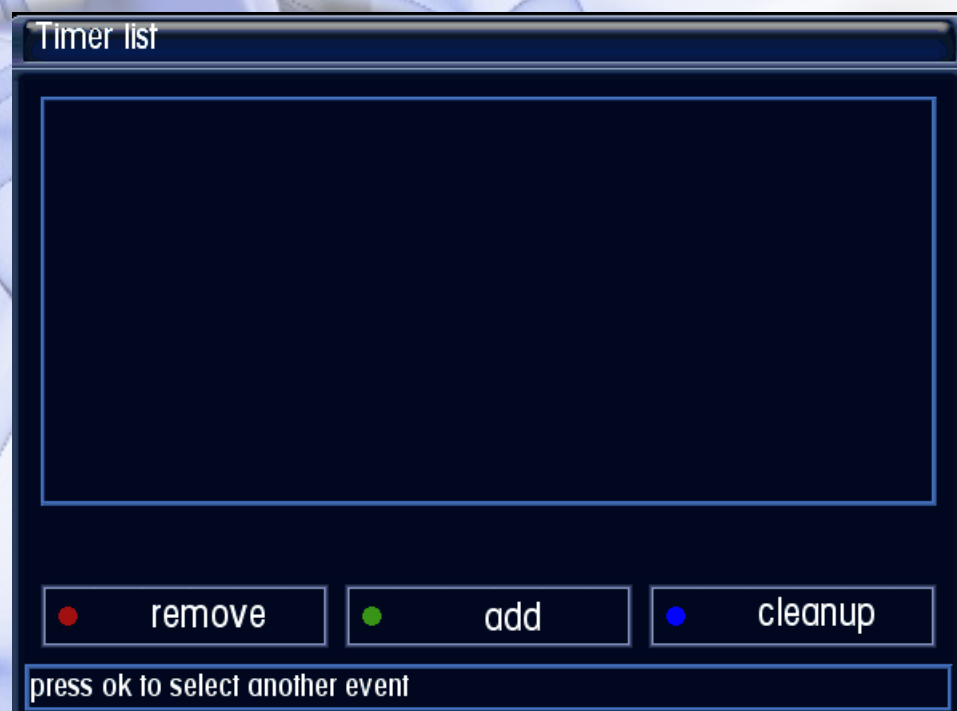 Timer list
remove
add
cleanup
press ok to select another event